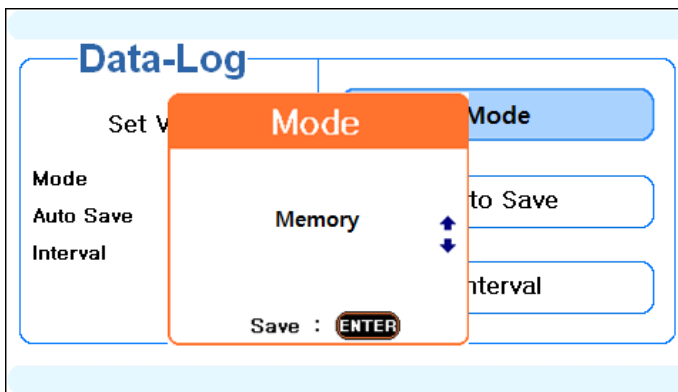 Data-Log
Set
Mode
Auto Save
Interval
Mode
Memory
Save : ENTER
Mode
to Save
nterval